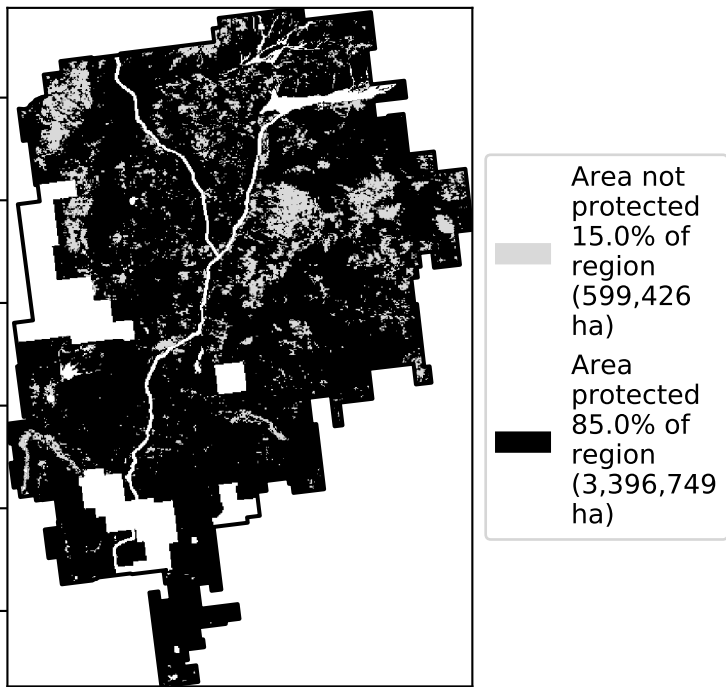 Area not
protected
15.0% of
region
(599,426
ha)
Area
protected
85.0% of
region
(3,396,749
ha)